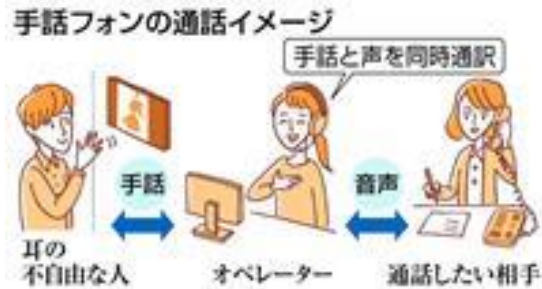 手話フォンの通話イメージ
手話と声を同時通訳
手話
音声
耳の
不自由な人
オペレーター
通話したい相手